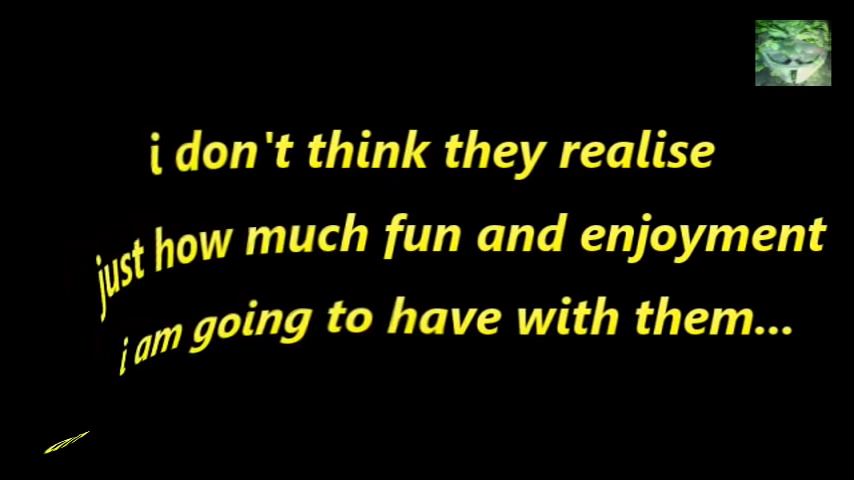 i don't think they realise
just how much fun and enjoyment
i am going to have with them...